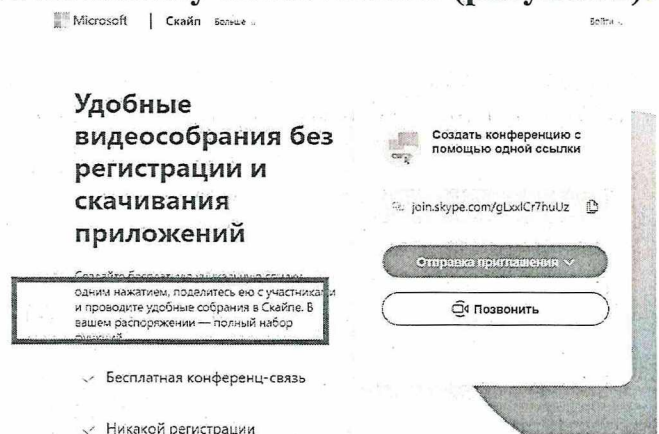 Microsoft | Скайп Больше
Войти
Удобные
видеособрания без
регистрации и
скачивания
приложений
одним нажатием, поделитесь ею с участниками
и проводите удобные собрания в Скайпе. В
вашем распоряжении — полный набор
Бесплатная конференц-связь
Никакой регистрации
Создать конференцию с
помощью одной ссылки
join.skype.com/gLxxlCr7huUz
Отправка приглашения
Позвонить